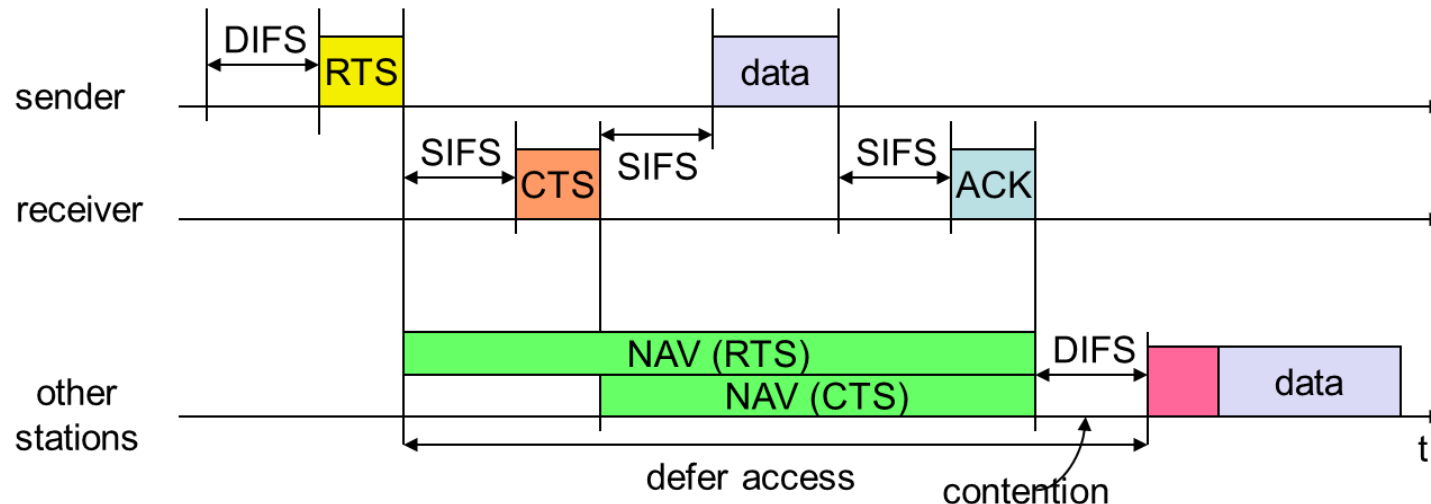 DIFS
RTS
data
sender
SIFS
CTS
SIFS
SIFS
ACK
receiver
NAV (RTS)
DIFS
NAV (CTS)
data
other
stations
t
defer access
contention